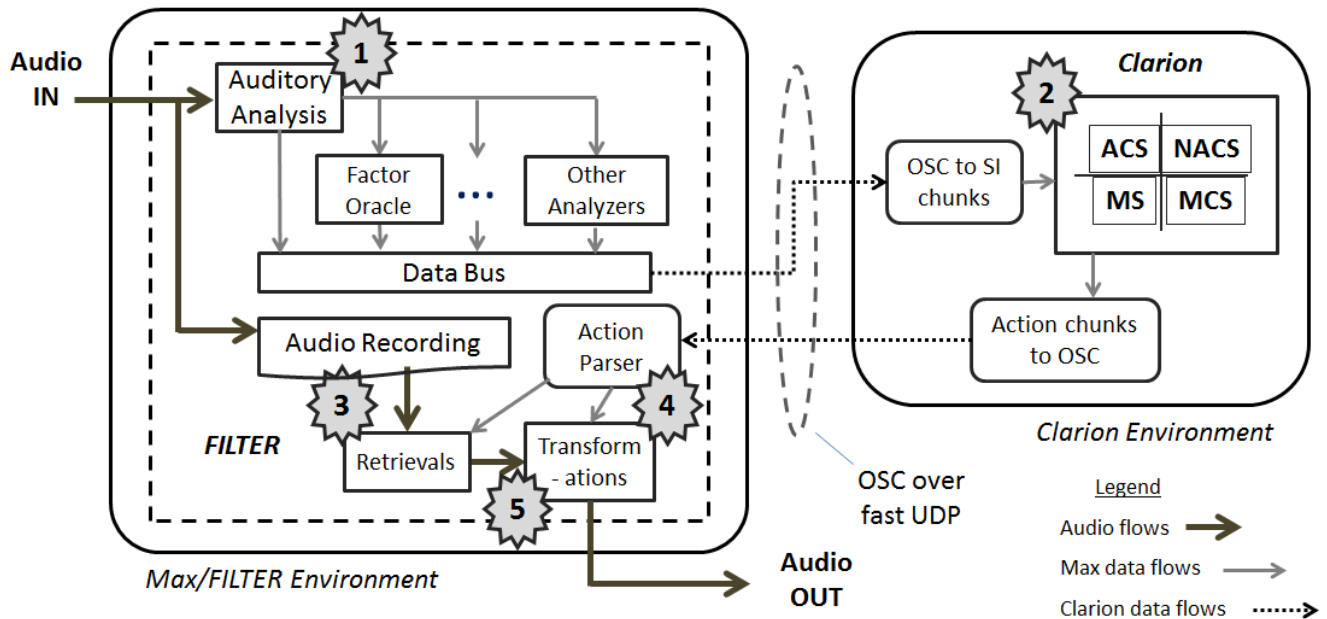 Audio
IN
1
Auditory
Analysis
Factor
Oracle
...
Other
Analyzers
Data Bus
Audio Recording
Action
Parser
3
4
FILTER
Retrievals
Transform
- ations
5
Max/FILTER Environment
Audio
OUT
OSC over
fast UDP
Clarion
2
OSC to SI
chunks
ACS
NACS
MS
MCS
Action chunks
to OSC
Clarion Environment
Legend
Audio flows
Max data flows
Clarion data flows